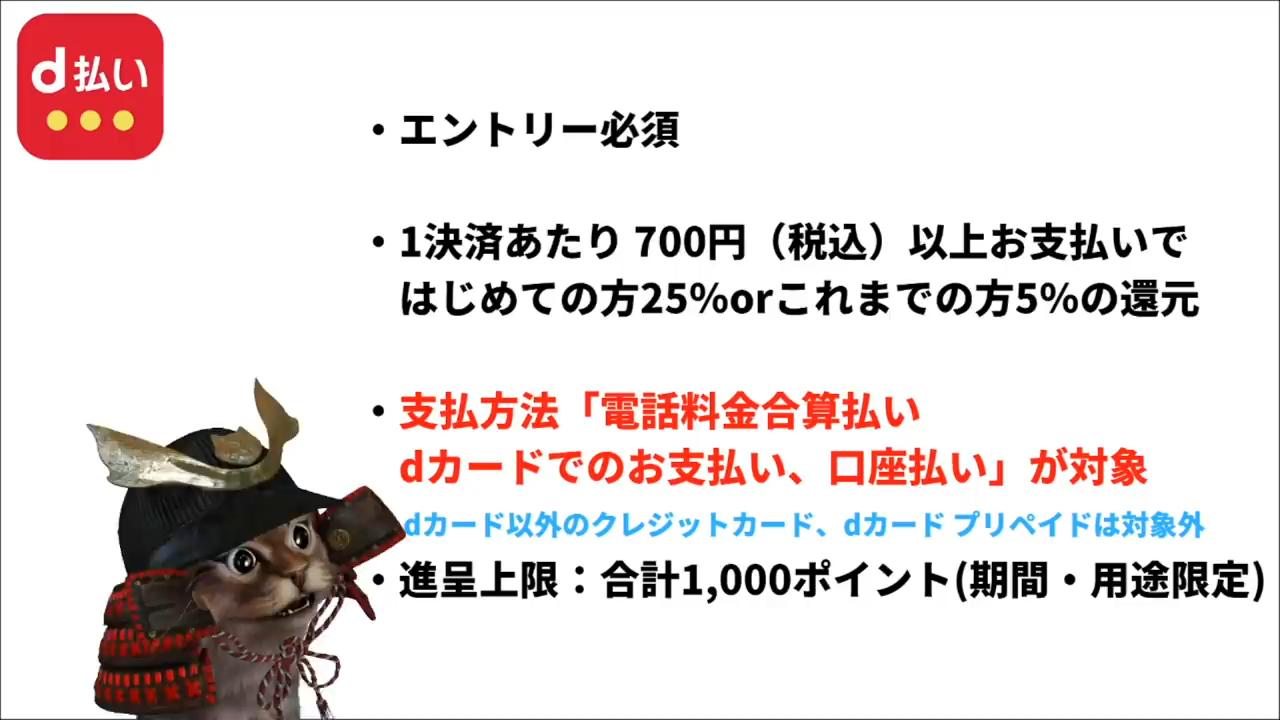 d払い
・エントリー必須
・1決済あたり 700円（税込）以上お支払いで
はじめての方25%orこれまでの方5%の還元
・支払方法「電話料金合算払い
dカードでのお支払い、口座払い」が対象
dカード以外のクレジットカード、dカード プリペイドは対象外
・進呈上限：合計1,000ポイント(期間・用途限定)